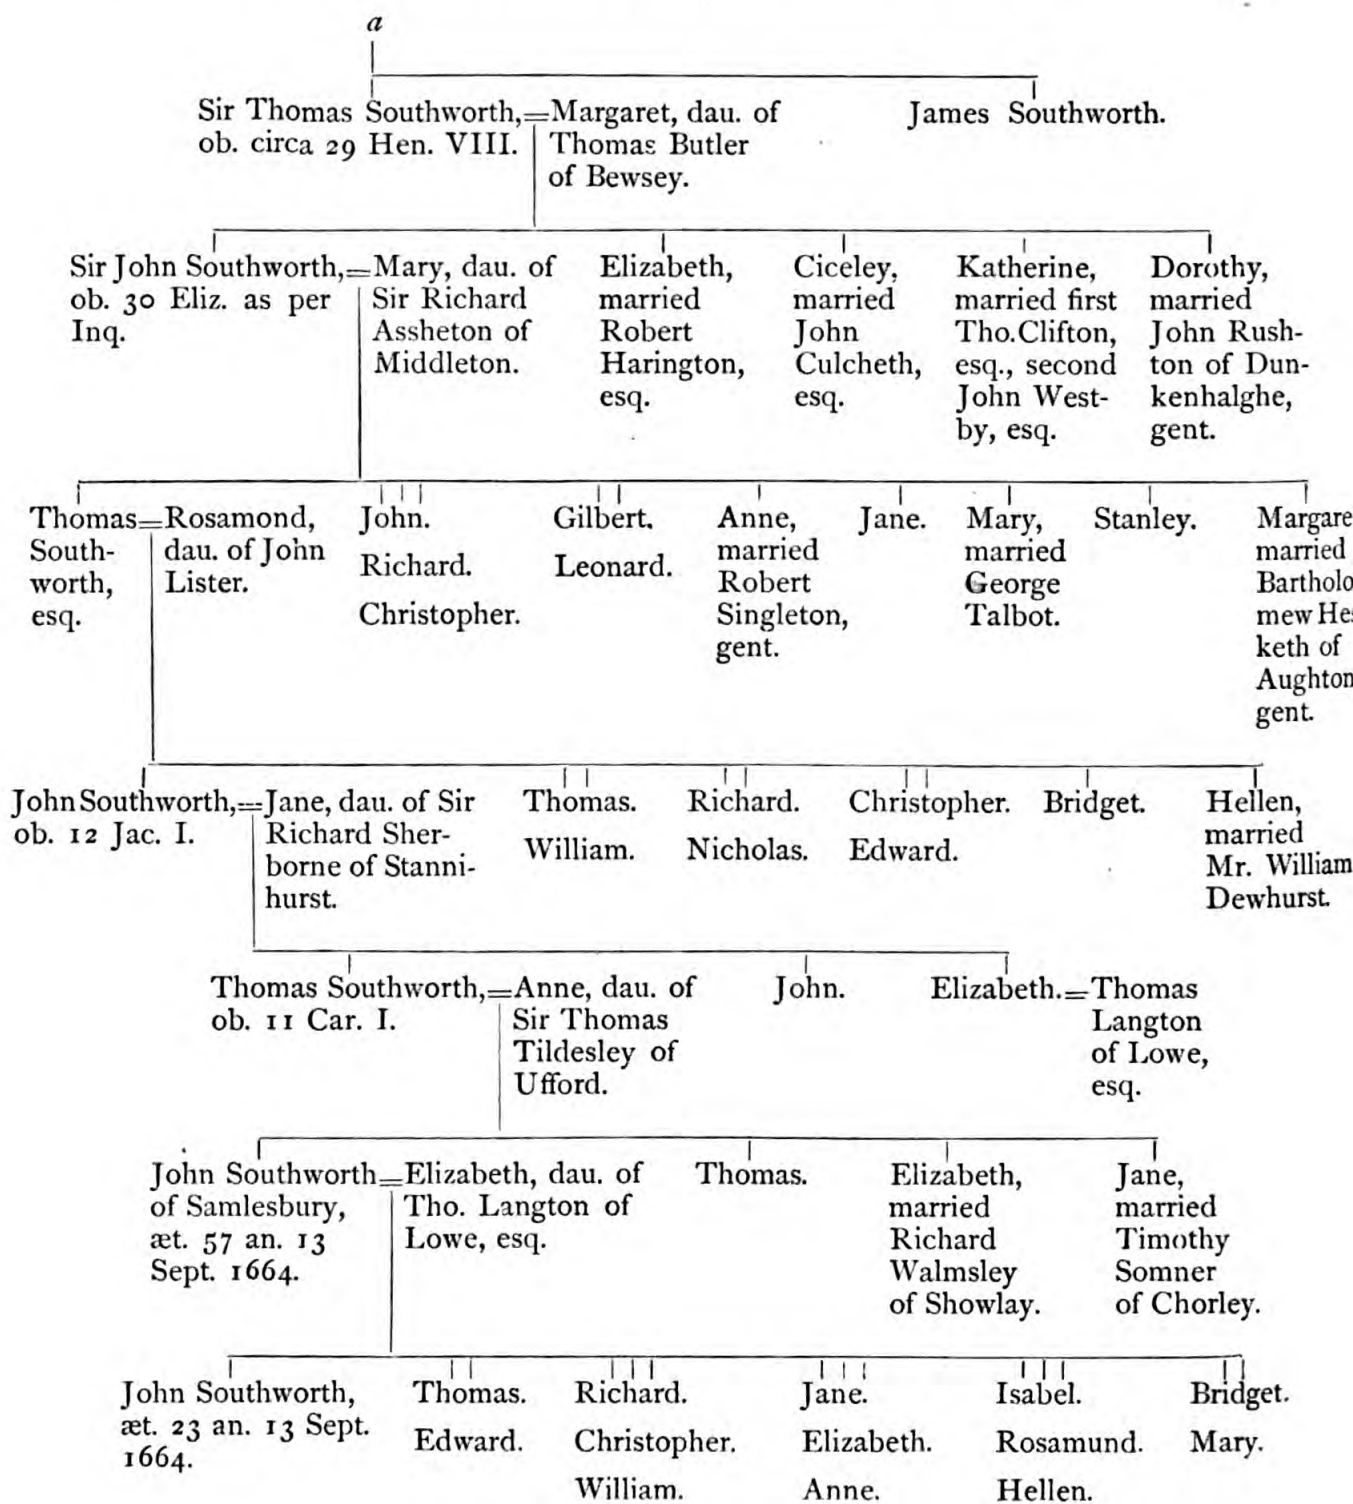 a
Sir Thomas Southworth,=Margaret, dau. of
ob. circa 29 Hen. VIII.
Thomas Butler
of Bewsey.
James Southworth.
Sir John Southworth,=Mary, dau. of
ob. 30 Eliz. as per
Inq.
Sir Richard
Assheton of
Middleton.
Elizabeth,
married
Robert
Harington,
esq.
Ciceley,
married
John
Culcheth,
esq.
Katherine,
married first
Tho. Clifton,
esq., second
John West-
by, esq.
Dorothy,
married
John Rush-
ton of Dun-
kenhalghe,
gent.
Thomas=Rosamond,
South-
worth,
esq.
dau. of John
Lister.
John.
Richard.
Christopher.
Gilbert.
Leonard.
Anne,
married
Robert
Singleton,
gent.
Jane.
Mary,
married
George
Talbot.
Stanley.
Margare
married
Bartholo
mew Hes
keth of
Aughton
gent.
John Southworth,=Jane, dau. of Sir
ob. 12 Jac. I.
Richard Sher-
borne of Stanni-
hurst.
Thomas.
William.
Richard.
Nicholas.
Christopher.
Edward.
Bridget.
Hellen,
married
Mr. William
Dewhurst.
Thomas Southworth,=Anne, dau. of
ob. 11 Car. I.
Sir Thomas
Tildesley of
Ufford.
John.
Elizabeth.=Thomas
Langton
of Lowe,
esq.
John Southworth=Elizabeth, dau. of
of Samlesbury,
æt. 57 an. 13
Sept. 1664.
Tho. Langton of
Lowe, esq.
Thomas.
Elizabeth,
married
Richard
Walmsley
of Showlay.
Jane,
married
Timothy
Somner
of Chorley.
John Southworth,
æt. 23 an. 13 Sept.
1664.
Thomas.
Edward.
Richard.
Christopher.
William.
Jane.
Elizabeth.
Anne.
Isabel.
Rosamund.
Hellen.
Bridget.
Mary.